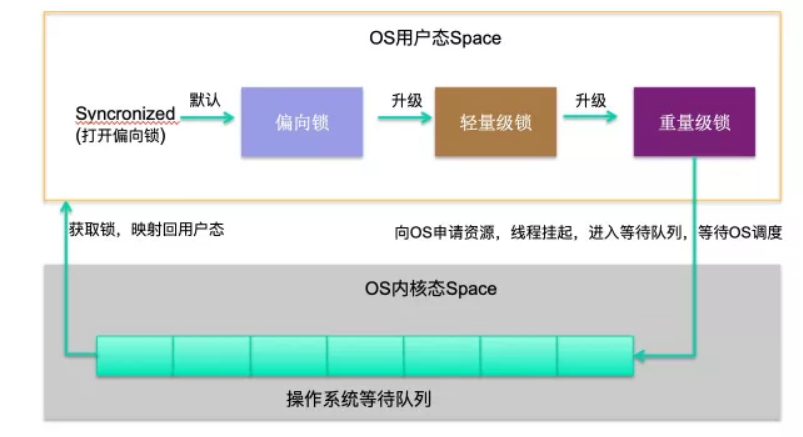 OS用户态Space
Syncronized
(打开偏向锁)
默认
偏向锁
升级
轻量级锁
升级
重量级锁
获取锁，映射回用户态
向OS申请资源，线程挂起，进入等待队列，等待OS调度
OS内核态Space
操作系统等待队列